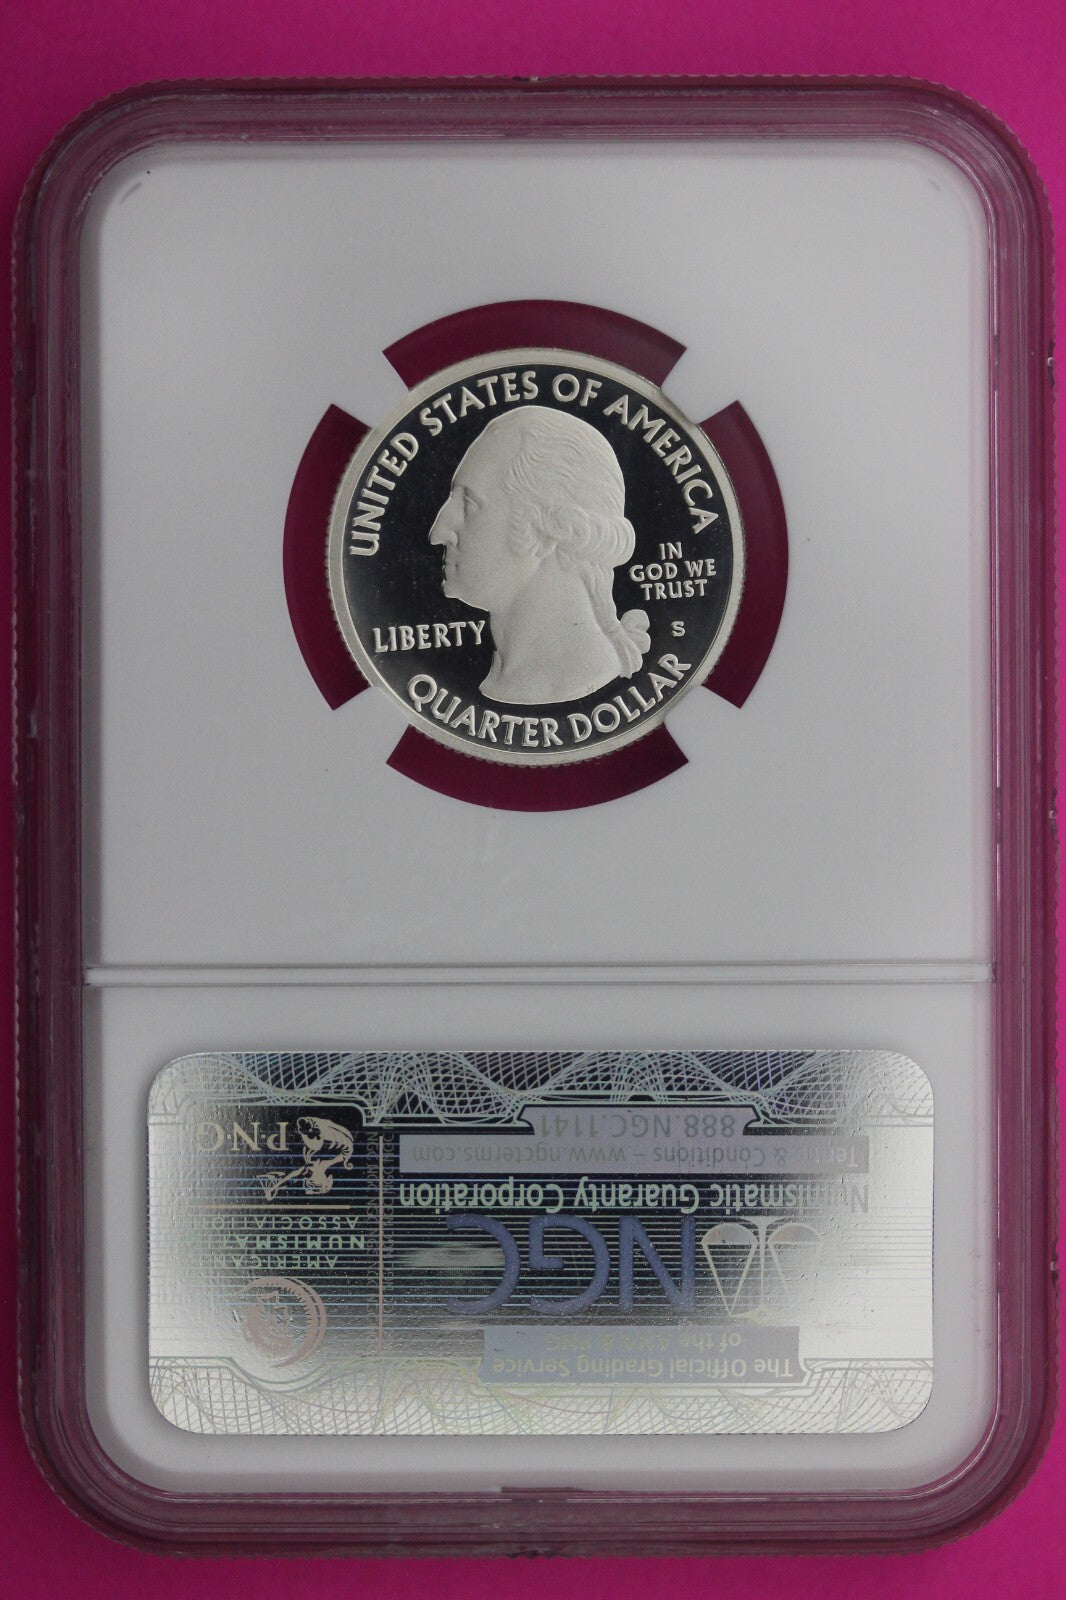 UNITED STATES OF AMERICA
IN
GOD WE
TRUST
LIBERTY
S
QUARTER DOLLAR
The Official Grading Service
of the ANA & PNG
NGC
Numismatic Guaranty Corporation
Terms & Conditions – www.ngcterms.com
888.NGC.1141
AMERICAN
NUMISMATIC
ASSOCIATION
P·N·G